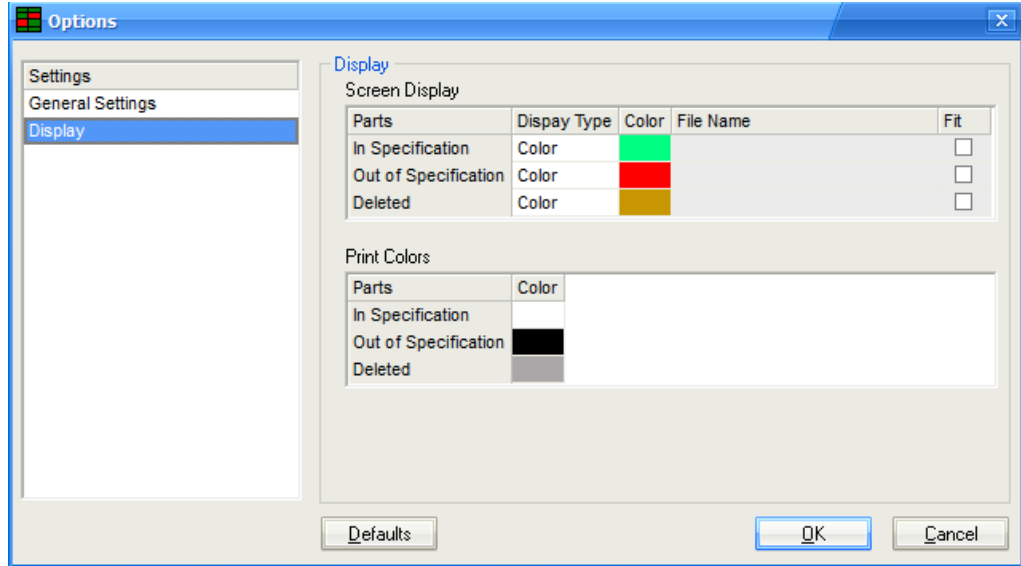 Options
Settings
General Settings
Display
Display
Screen Display
Parts Dispay Type Color File Name Fit
In Specification Color
Out of Specification Color
Deleted Color
Print Colors
Parts Color
In Specification
Out of Specification
Deleted
Defaults OK Cancel